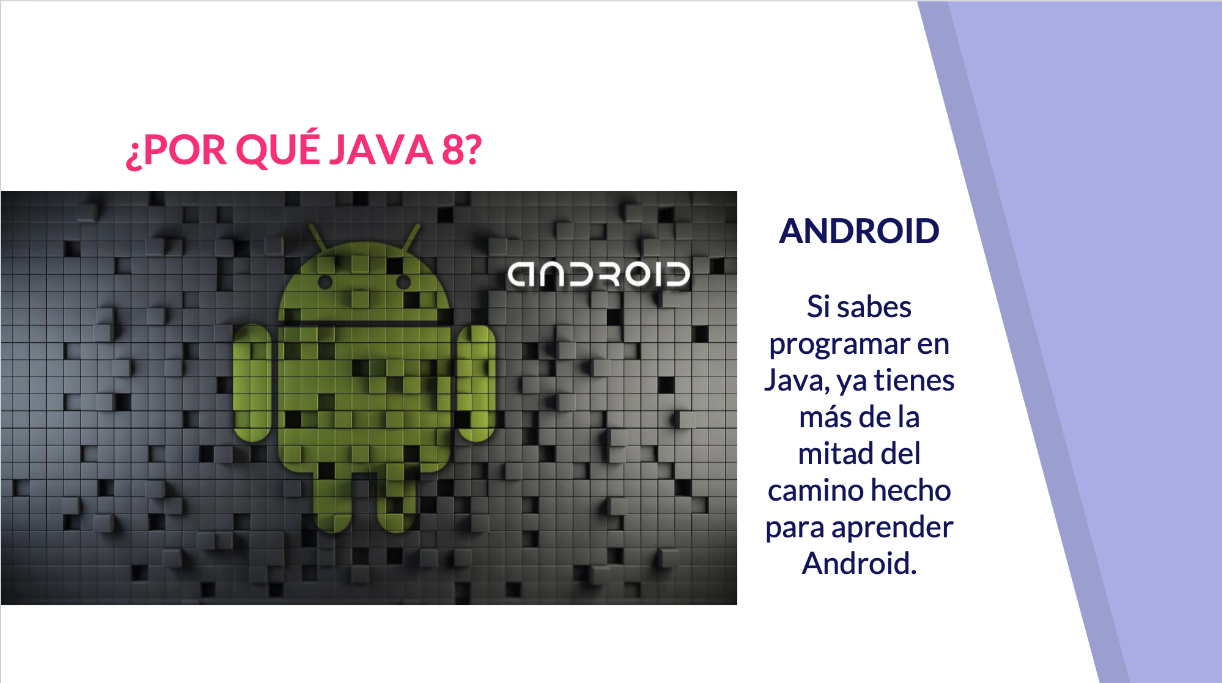 ¿POR QUÉ JAVA 8?
ANDROID
ANDROID
Si sabes
programar en
Java, ya tienes
más de la
mitad del
camino hecho
para aprender
Android.